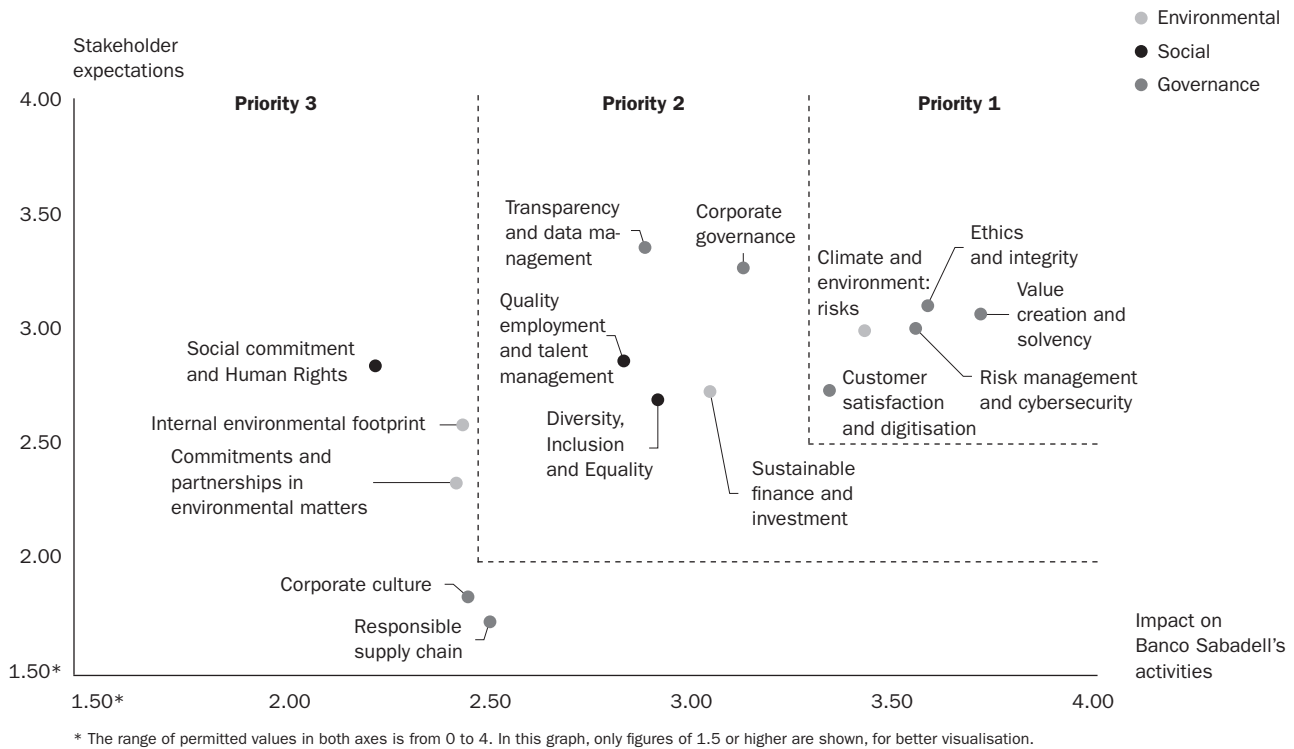 Environmental
Social
Governance
Stakeholder
expectations
4.00
3.50
3.00
2.50
2.00
1.50*
Priority 3
Priority 2
Priority 1
Transparency
and data ma-
nagement
Corporate
governance
Ethics
and integrity
Climate and
environment:
risks
Value
creation and
solvency
Quality
employment
and talent
management
Social commitment
and Human Rights
Risk management
and cybersecurity
Customer
satisfaction
and digitisation
Internal environmental footprint
Diversity,
Inclusion
and Equality
Commitments and
partnerships in
environmental matters
Sustainable
finance and
investment
Corporate culture
Responsible
supply chain
Impact on
Banco Sabadell's
activities
1.50*
2.00
2.50
3.00
3.50
4.00
* The range of permitted values in both axes is from 0 to 4. In this graph, only figures of 1.5 or higher are shown, for better visualisation.